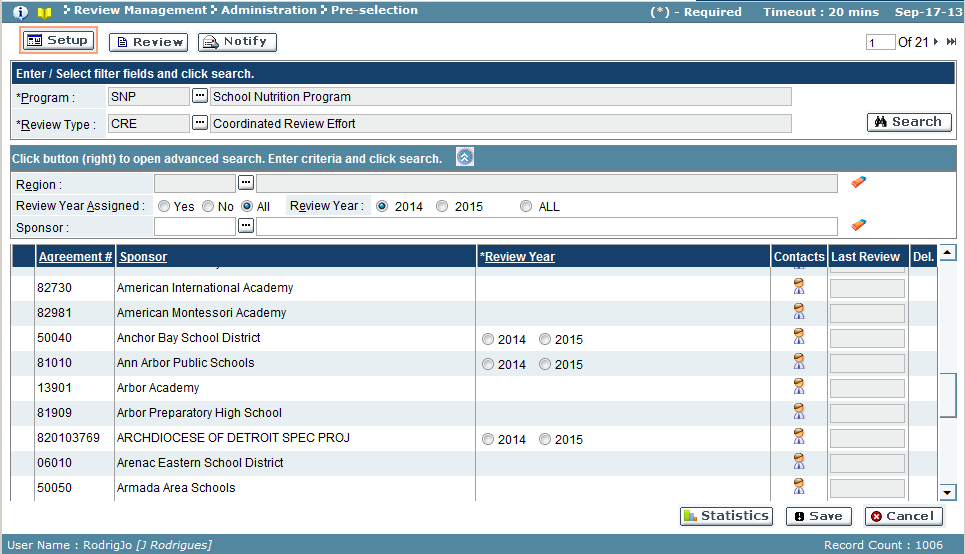 Review Management Administration Pre-selection (*) - Required Timeout : 20 mins Sep-17-13
Setup Review Notify 1 Of 21
Enter / Select filter fields and click search.
*Program : SNP School Nutrition Program
*Review Type : CRE Coordinated Review Effort Search
Click button (right) to open advanced search. Enter criteria and click search.
Region :
Review Year Assigned : Yes No All Review Year : 2014 2015 ALL
Sponsor :
Agreement # Sponsor *Review Year Contacts Last Review Del.
82730 American International Academy
82981 American Montessori Academy
50040 Anchor Bay School District 2014 2015
81010 Ann Arbor Public Schools 2014 2015
13901 Arbor Academy
81909 Arbor Preparatory High School
820103769 ARCHDIOCESE OF DETROIT SPEC PROJ 2014 2015
06010 Arenac Eastern School District
50050 Armada Area Schools
Statistics Save Cancel
User Name : RodrigJo [J Rodrigues] Record Count : 1006